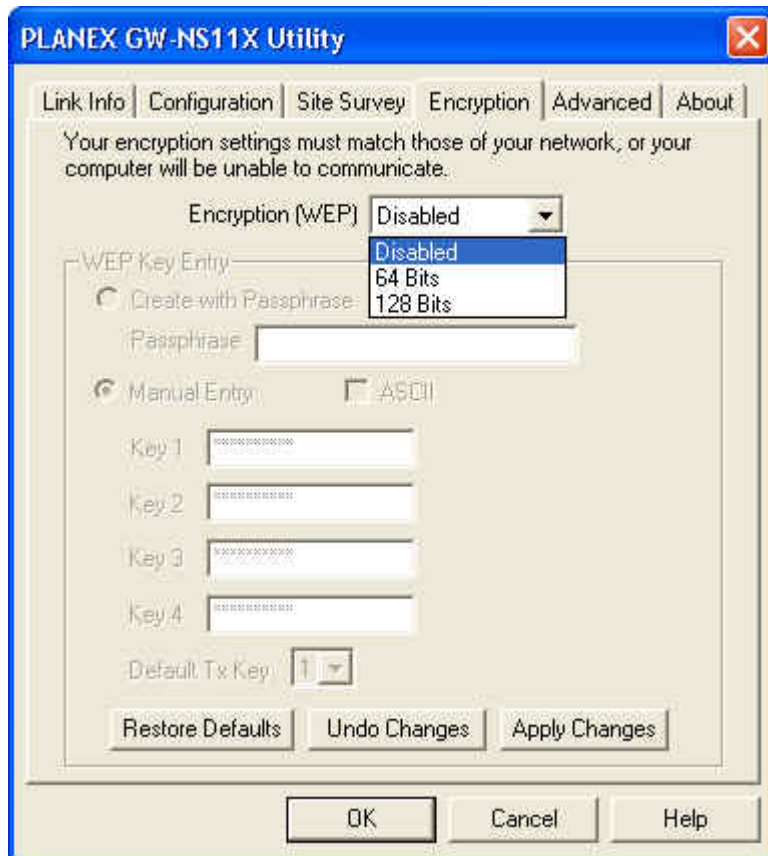 PLANEX GW-NS11X Utility
Link Info Configuration Site Survey Encryption Advanced About
Your encryption settings must match those of your network, or your
computer will be unable to communicate.
Encryption (WEP) Disabled
Disabled
64 Bits
128 Bits
WEP Key Entry
Create with Passphrase
Passphrase
Manual Entry ASCII
Key 1 **********
Key 2 **********
Key 3 **********
Key 4 **********
Default Tx Key 1
Restore Defaults Undo Changes Apply Changes
OK Cancel Help